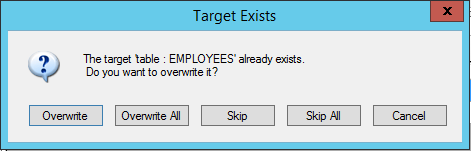 Target Exists
x
The target 'table : EMPLOYEES' already exists.
Do you want to overwrite it?
Overwrite Overwrite All Skip Skip All Cancel